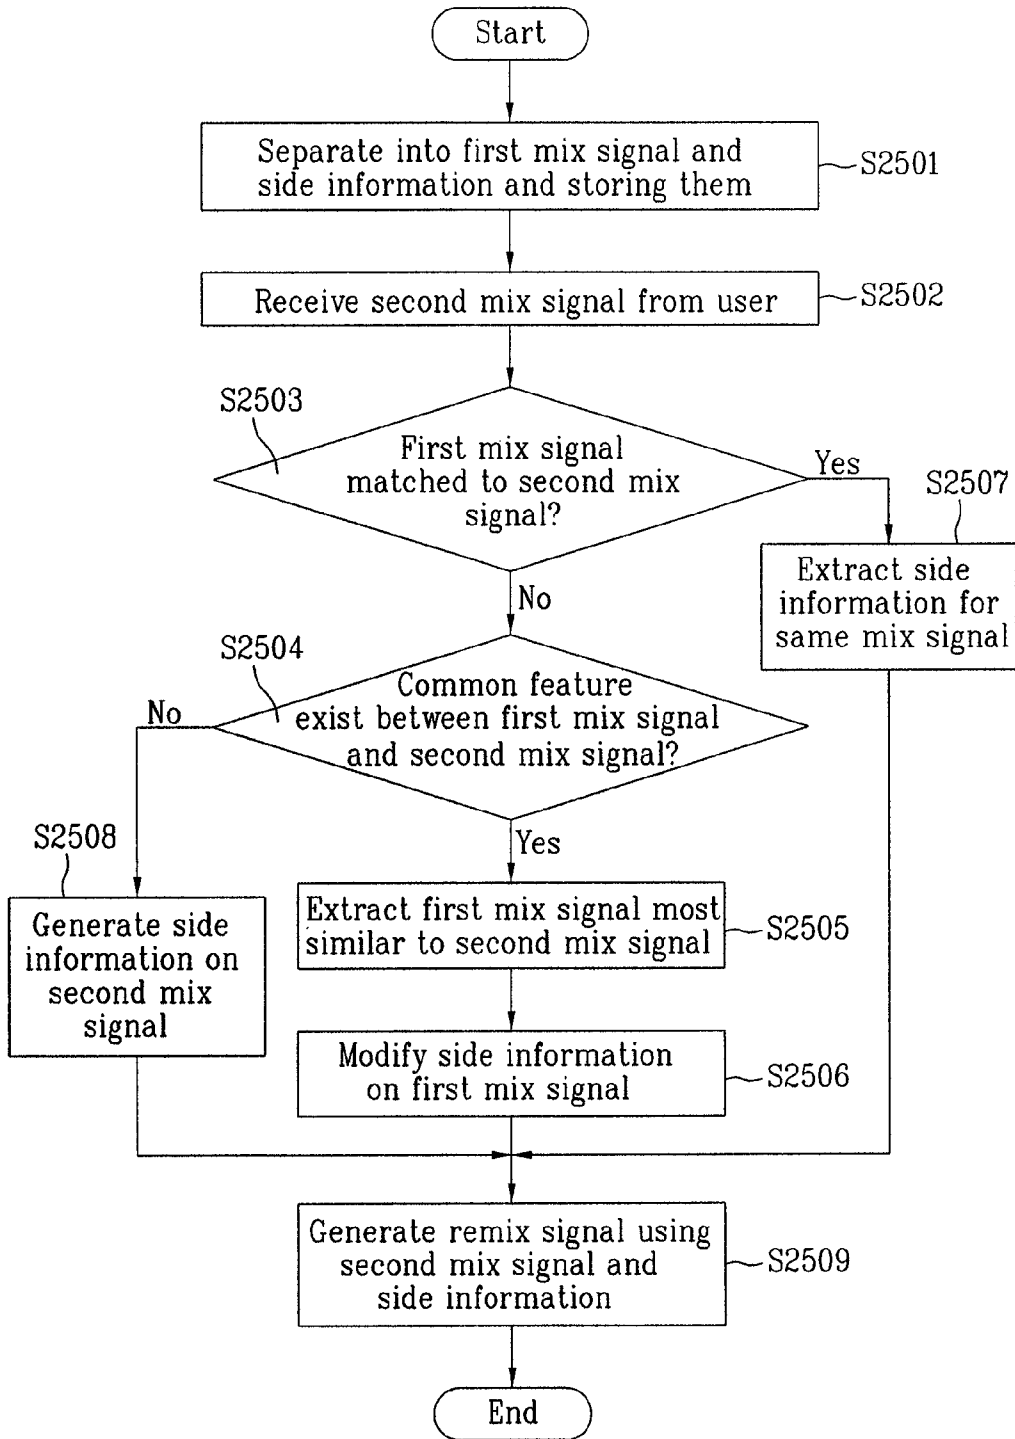 Start
Separate into first mix signal and
side information and storing them
S2501
Receive second mix signal from user
S2502
S2503
First mix signal
matched to second mix
signal?
Yes
S2507
Extract side
information for
same mix signal
No
S2504
Common feature
exist between first mix signal
and second mix signal?
No
Yes
S2508
Generate side
information on
second mix
signal
Extract first mix signal most
similar to second mix signal
S2505
Modify side information
on first mix signal
S2506
Generate remix signal using
second mix signal and
side information
S2509
End